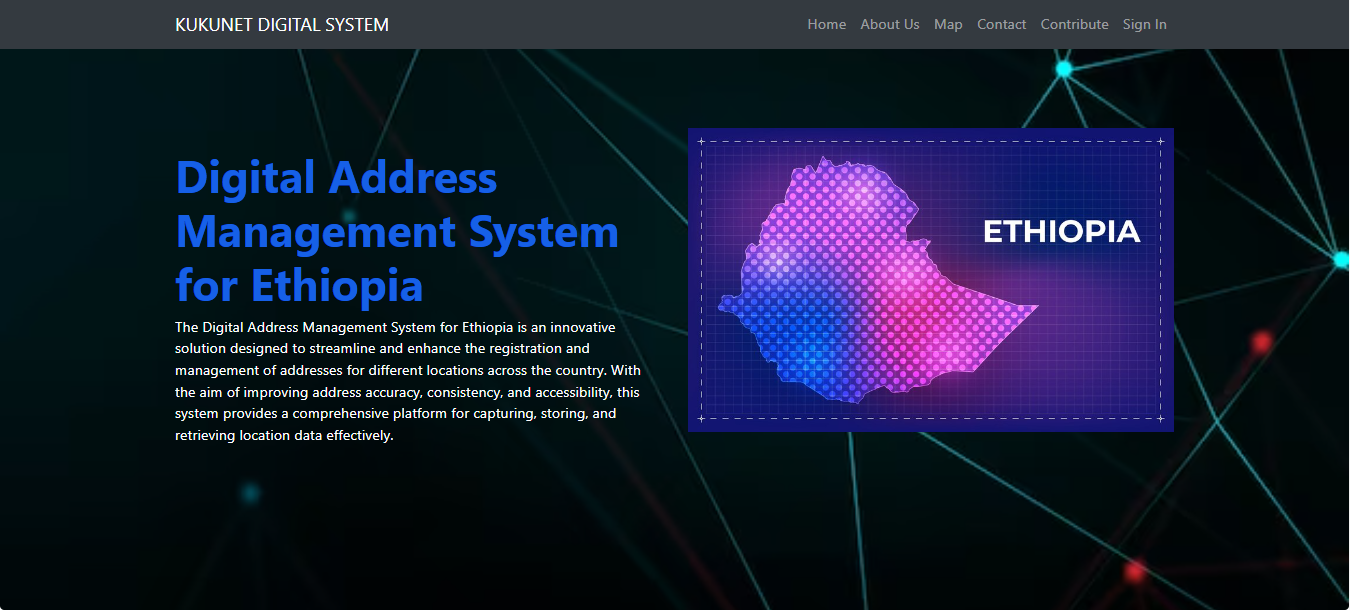 KUKUNET DIGITAL SYSTEM
Home About Us Map Contact Contribute Sign In
Digital Address
Management System
for Ethiopia
The Digital Address Management System for Ethiopia is an innovative
solution designed to streamline and enhance the registration and
management of addresses for different locations across the country. With
the aim of improving address accuracy, consistency, and accessibility, this
system provides a comprehensive platform for capturing, storing, and
retrieving location data effectively.
ETHIOPIA